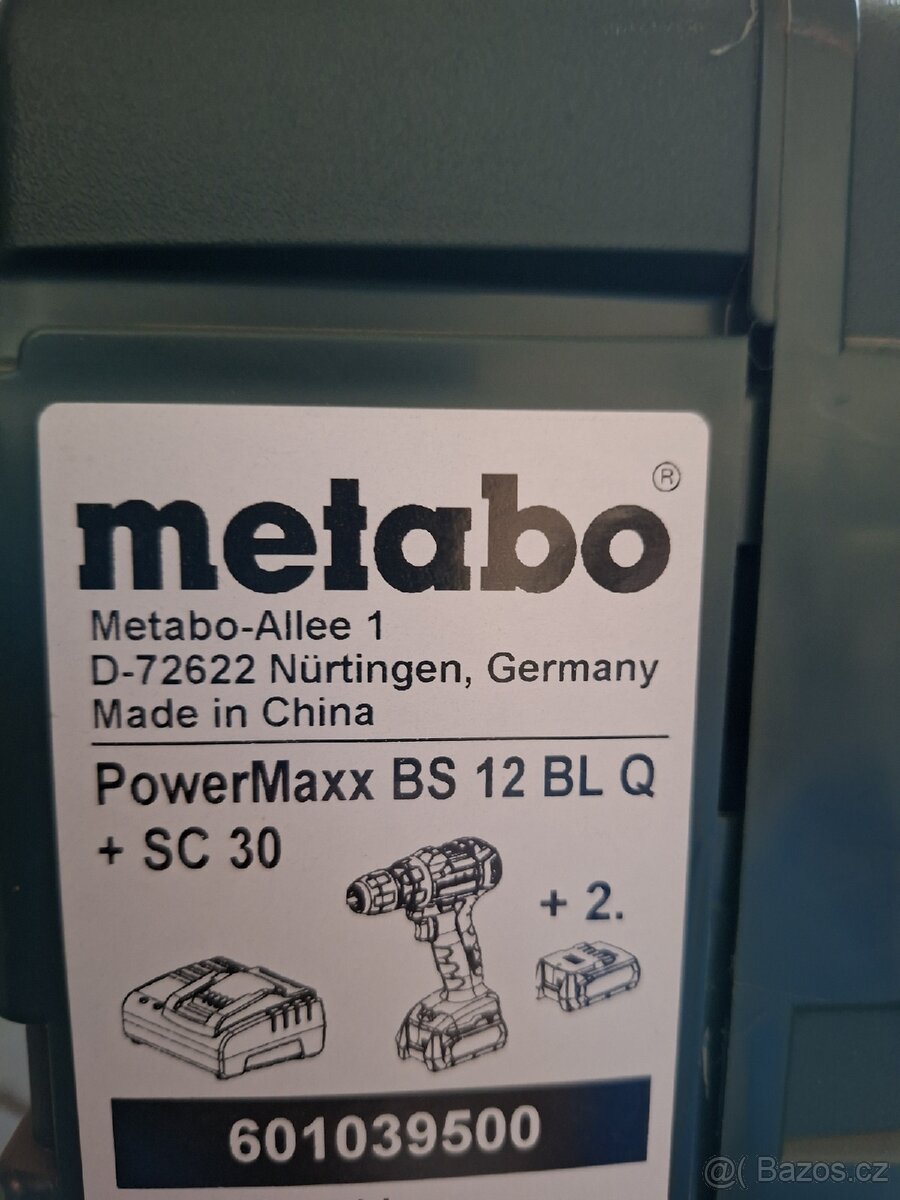 metabo®
Metabo-Allee 1
D-72622 Nürtingen, Germany
Made in China
PowerMaxx BS 12 BL Q
+ SC 30
+ 2.
601039500
@( Bazos.cz